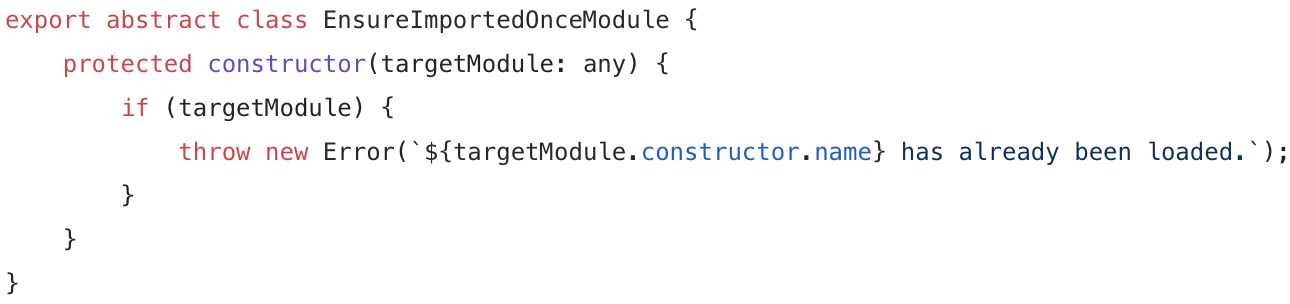 export abstract class EnsureImportedOnceModule {
    protected constructor(targetModule: any) {
        if (targetModule) {
            throw new Error(`${targetModule.constructor.name} has already been loaded.`);
        }
    }
}